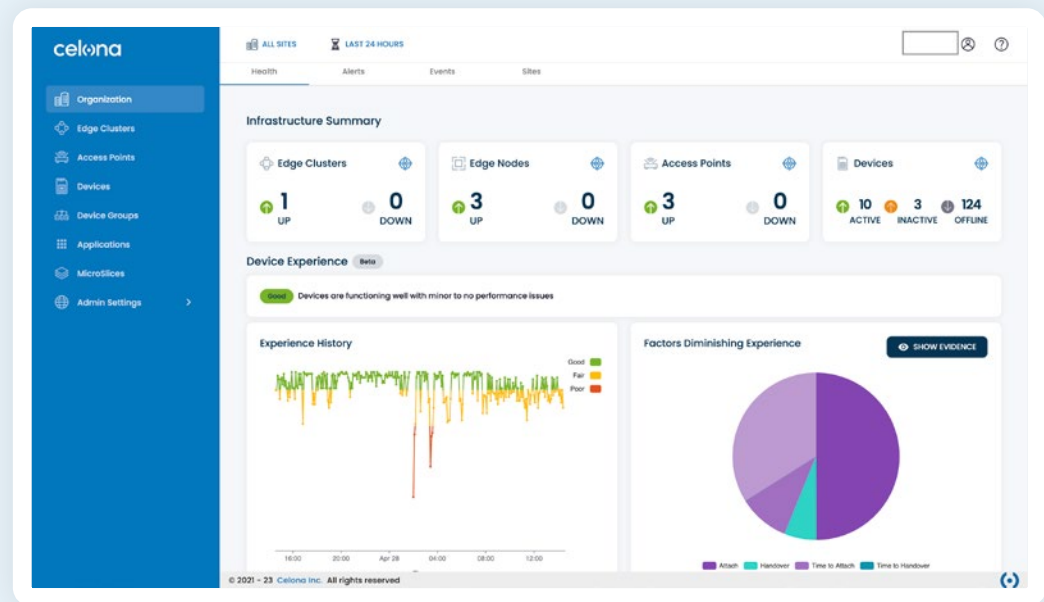 celona
ALL SITES
LAST 24 HOURS
Health
Alerts
Events
Sites
Organization
Edge Clusters
Access Points
Devices
Device Groups
Applications
MicroSlices
Admin Settings
Infrastructure Summary
Edge Clusters
1 UP
0 DOWN
Edge Nodes
3 UP
0 DOWN
Access Points
3 UP
0 DOWN
Devices
10 ACTIVE
3 INACTIVE
124 OFFLINE
Device Experience Beta
Good Devices are functioning well with minor to no performance issues
Experience History
Good
Fair
Poor
16:00 20:00 Apr 28 04:00 08:00 12:00
Factors Diminishing Experience
SHOW EVIDENCE
Attach Handover Time to Attach Time to Handover
© 2021 - 23 Celona Inc. All rights reserved